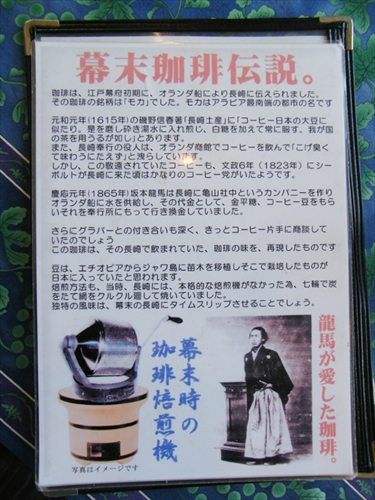 幕末珈琲伝説。
珈琲は、江戸幕府初期に、オランダ船により長崎に伝えられました。
その珈琲の銘柄は「モカ」でした。モカはアラビア最南端の都市の名です
元和元年(1615年)の磯野信春著「長崎土産」に「コーヒー日本の大豆に
似たり。是を磨し砕き湯水に入れ煎じ、白糖を加えて常に服す、我が国
の茶を用うるが如し」とあります。
また、長崎奉行の役人は、オランダ商館でコーヒーを飲んで「こげ臭く
て味わうにたえず」と洩らしています。
しかし、この敬遠されていたコーヒーも、文政6年(1823年)にシー
ボルトが長崎に来た頃はかなりのコーヒー党がいたようです。
慶応元年(1865年)坂本龍馬は長崎に亀山社中というカンパニーを作り
オランダ船に水を供給し、その代金として、金平糖、コーヒー豆をもら
いそれを奉行所にもって行き換金していました。
さらにグラバーとの付き合いも深く、きっとコーヒー片手に商談して
いたのでしょう
この珈琲は、その長崎で飲まれていた、珈琲の味を、再現したものです
豆は、エチオピアからジャワ島に苗木を移植しそこで栽培したものが
日本に入っていたと思われます。
焙煎方法も、当時、長崎には、本格的な焙煎機がなかった為、七輪で炭
をたて網をクルクル廻して焼いていました。
独特の風味は、幕末の長崎にタイムスリップさせることでしょう。
龍馬が愛した珈琲。
幕末時の
珈琲焙煎機
写真はイメージです